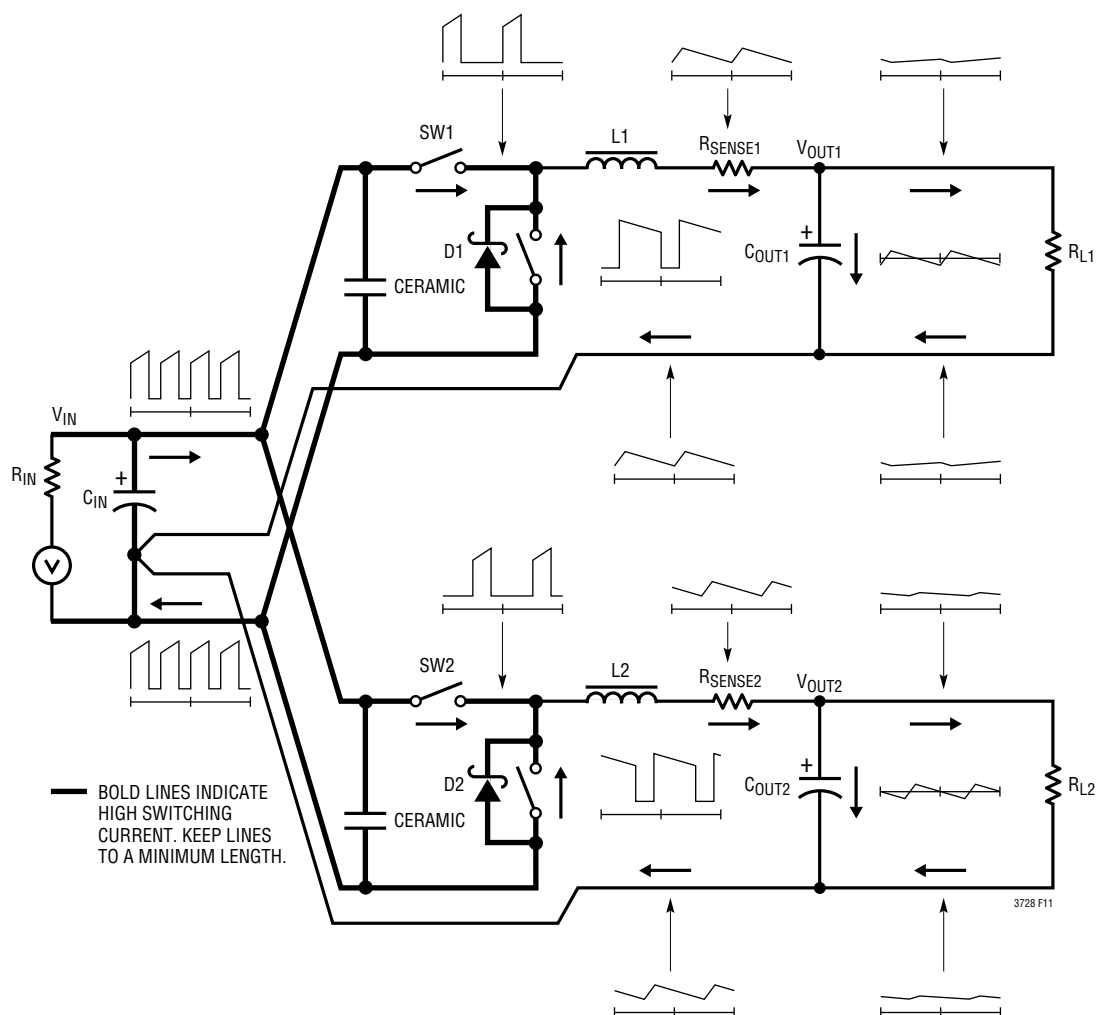 SW1
L1
RSENSE1
VOUT1
D1
CERAMIC
COUT1
+
RL1
VIN
RIN
CIN
+
V
SW2
L2
RSENSE2
VOUT2
D2
CERAMIC
COUT2
+
RL2
BOLD LINES INDICATE
HIGH SWITCHING
CURRENT. KEEP LINES
TO A MINIMUM LENGTH.
3728 F11